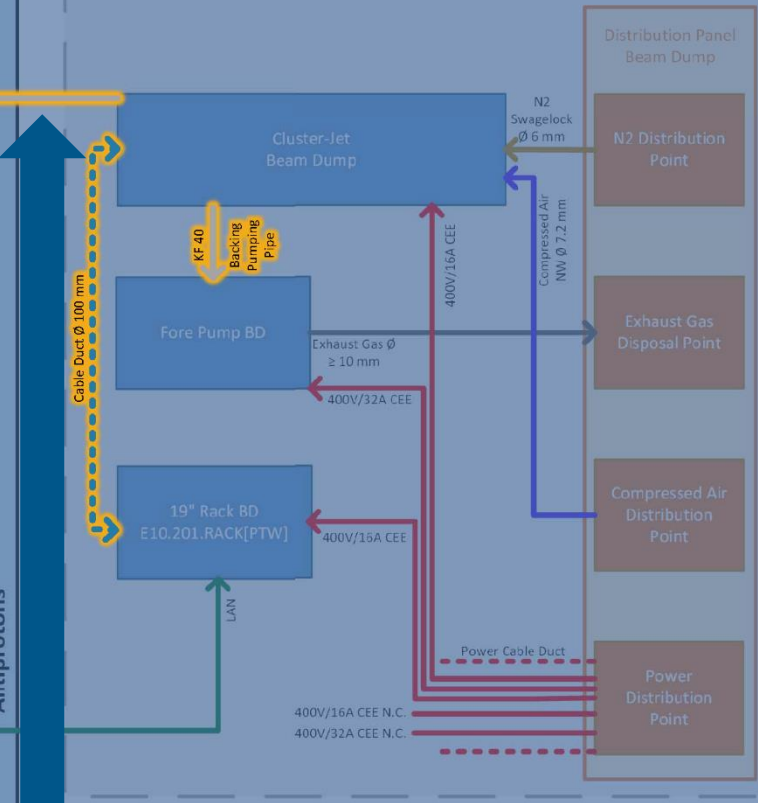 Distribution Panel
Beam Dump
Cluster-Jet
Beam Dump
N2
Swagelock
Ø 6 mm
N2 Distribution
Point
KF 40
Backing
Pumping
Pipe
400V/16A CEE
Compressed Air
NW Ø 7.2 mm
Cable Duct Ø 100 mm
Fore Pump BD
Exhaust Gas Ø
≥ 10 mm
Exhaust Gas
Disposal Point
400V/32A CEE
19" Rack BD
E10.201.RACK[PTW]
400V/16A CEE
Compressed Air
Distribution
Point
LAN
Antiprotons
Power Cable Duct
Power
Distribution
Point
400V/16A CEE N.C.
400V/32A CEE N.C.